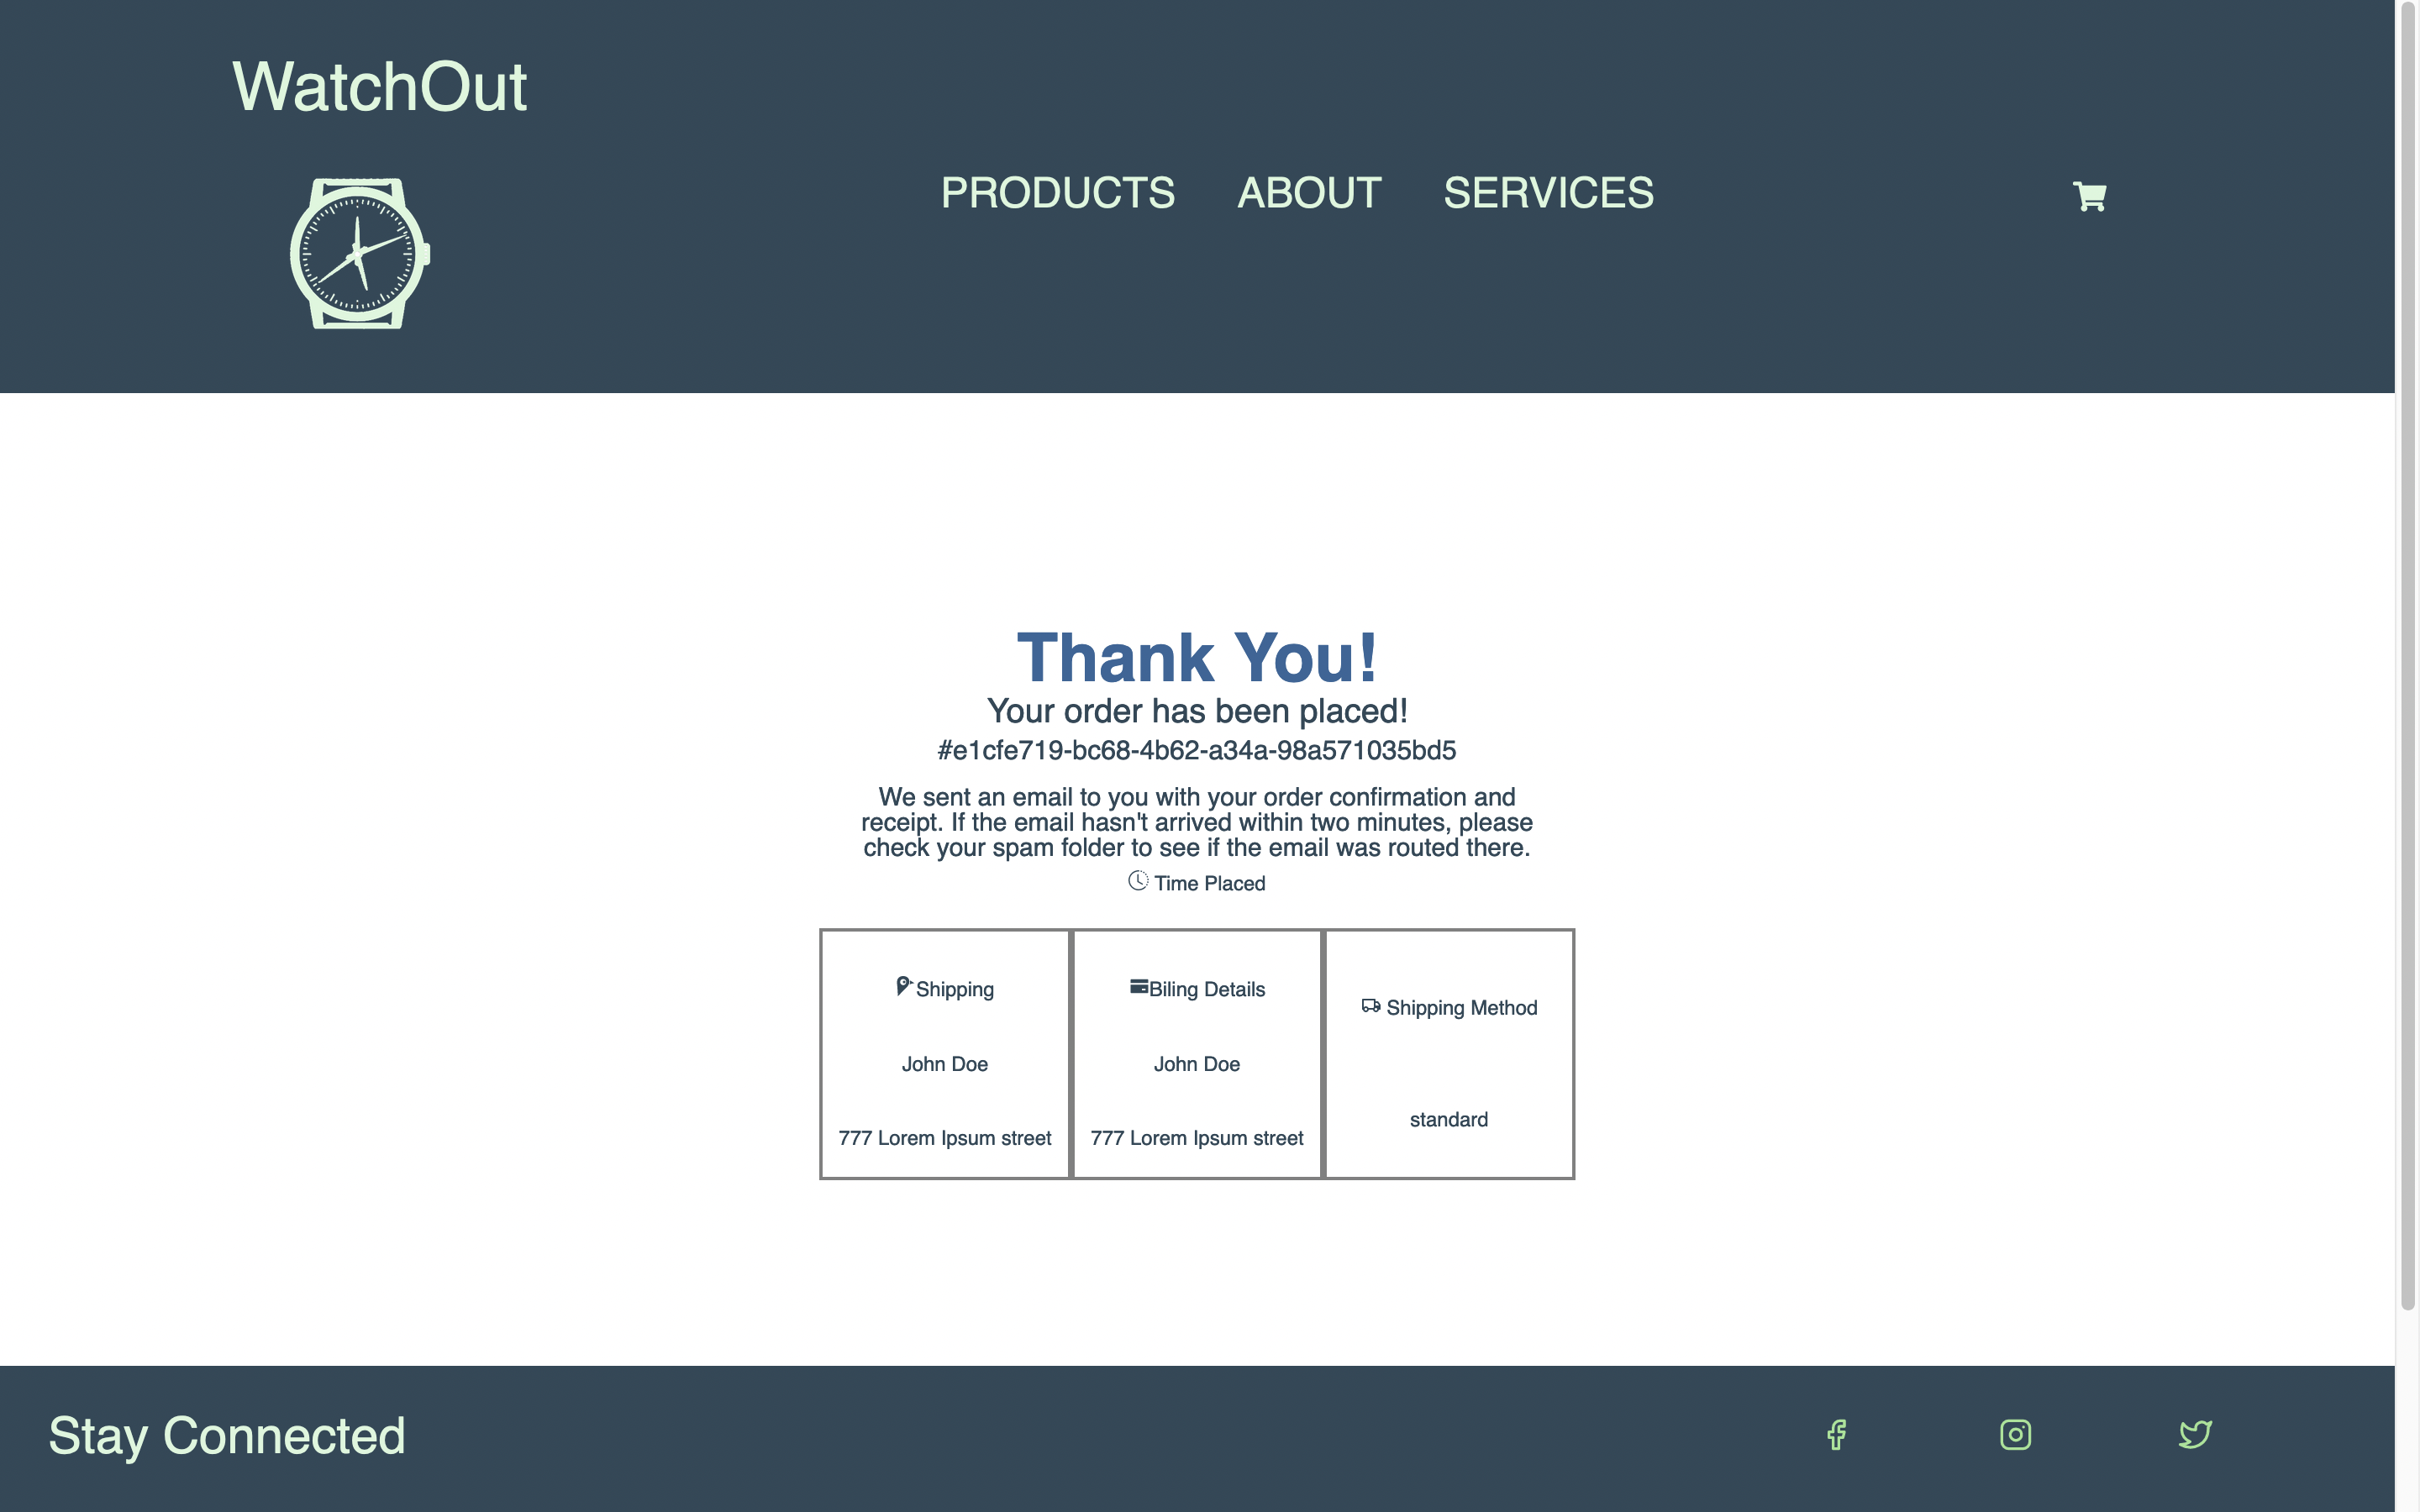 WatchOut
PRODUCTS ABOUT SERVICES
Thank You!
Your order has been placed!
#e1cfe719-bc68-4b62-a34a-98a571035bd5
We sent an email to you with your order confirmation and
receipt. If the email hasn't arrived within two minutes, please
check your spam folder to see if the email was routed there.
Time Placed
Shipping
John Doe
777 Lorem Ipsum street
Biling Details
John Doe
777 Lorem Ipsum street
Shipping Method
standard
Stay Connected